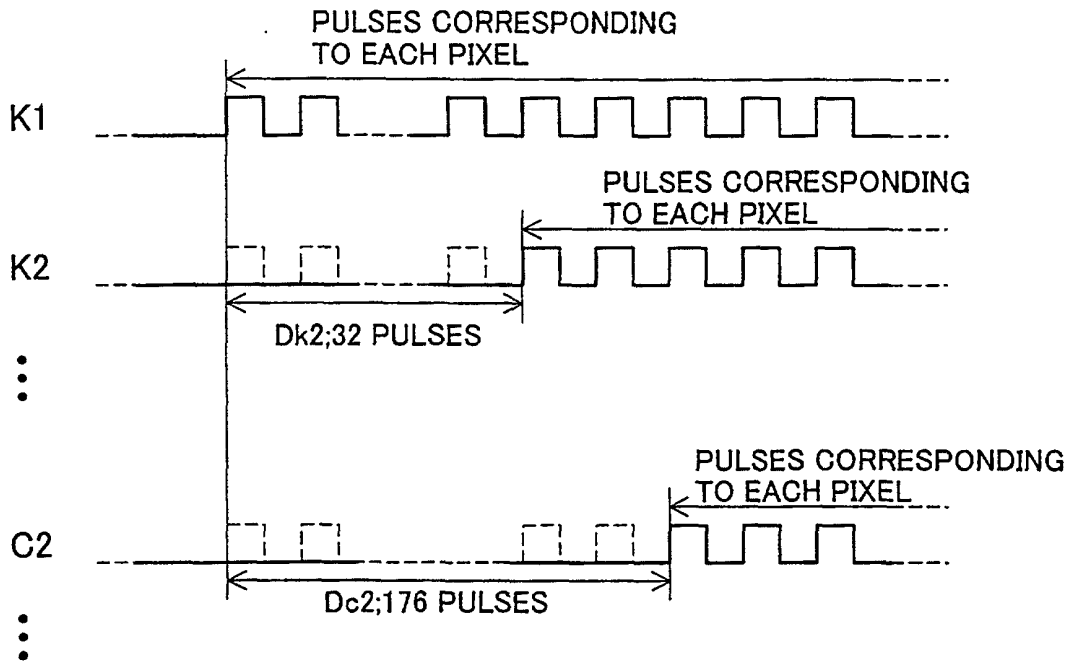 PULSES CORRESPONDING
TO EACH PIXEL
K1
PULSES CORRESPONDING
TO EACH PIXEL
K2
Dk2;32 PULSES
PULSES CORRESPONDING
TO EACH PIXEL
C2
Dc2;176 PULSES